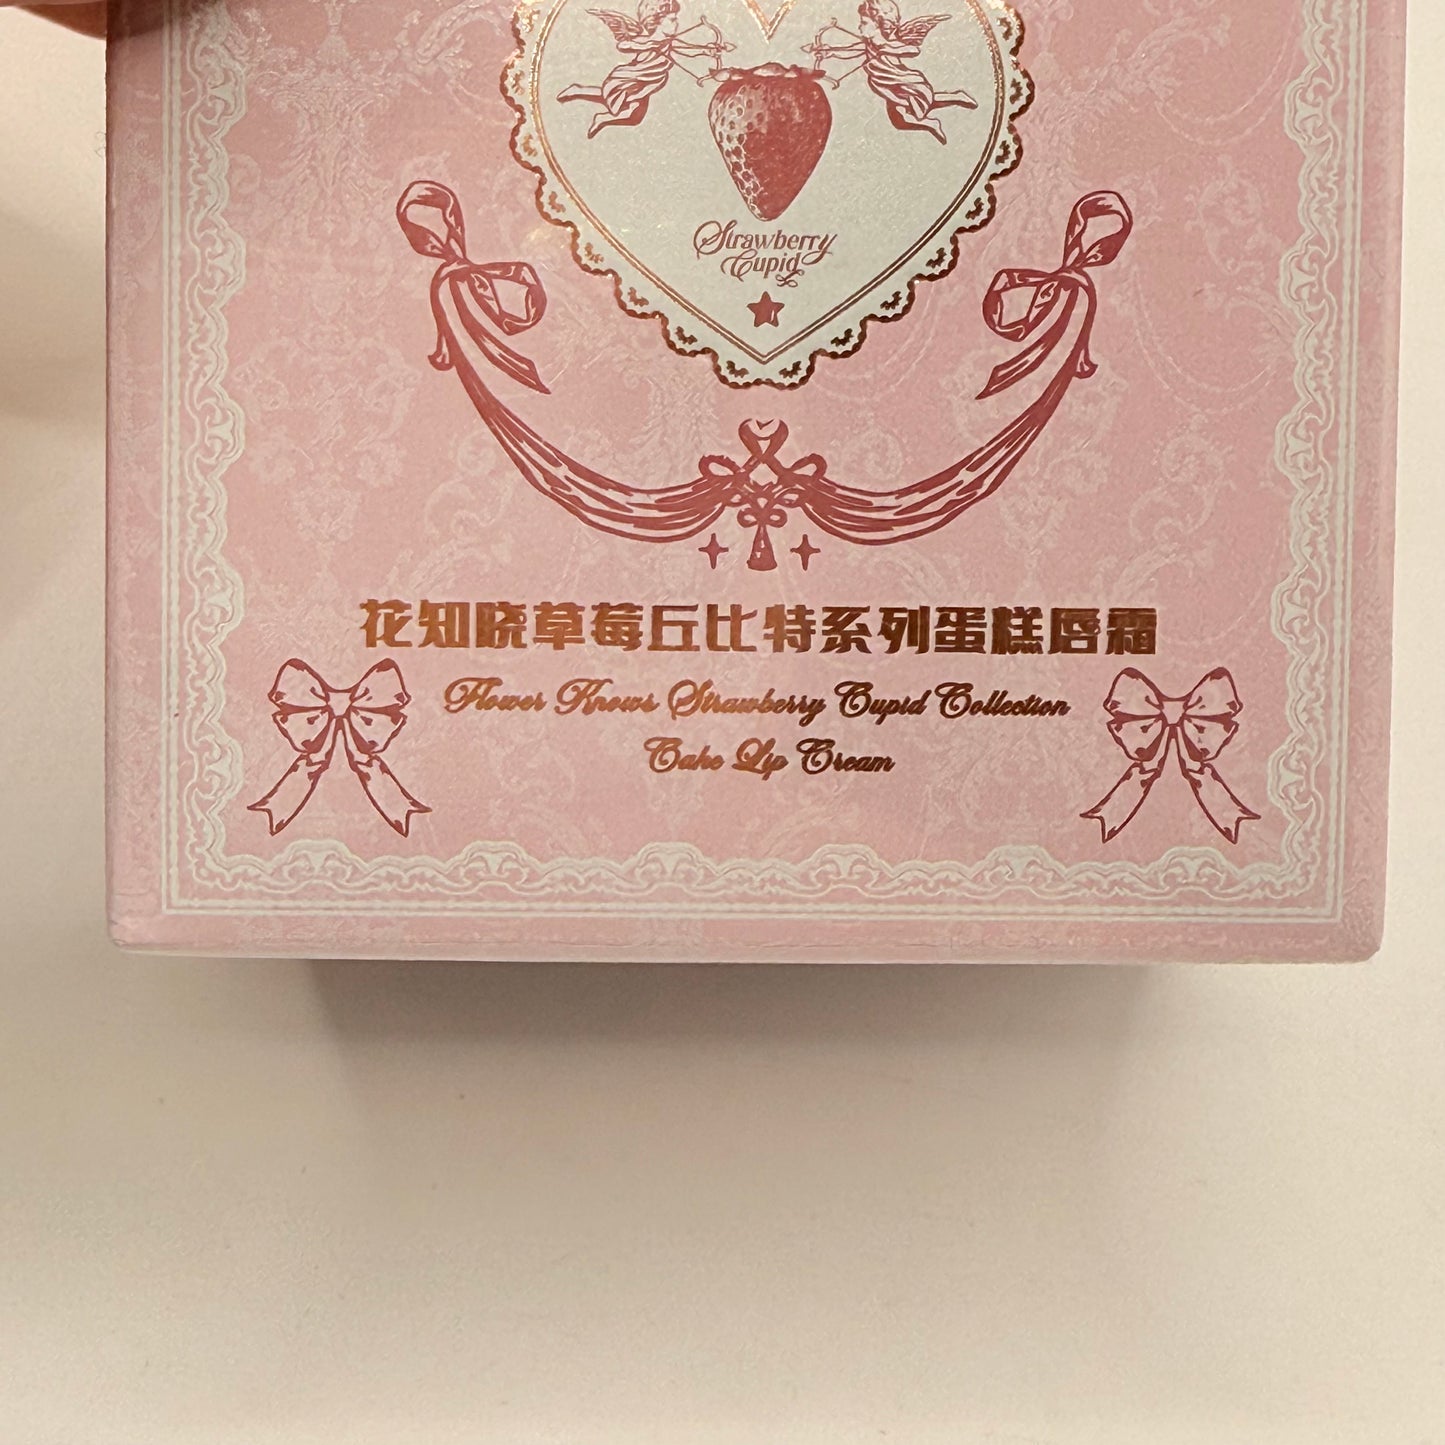 Strawberry
Cupid
花知晓草莓丘比特系列蛋糕唇霜
Flower Knows Strawberry Cupid Collection
Cake Lip Cream